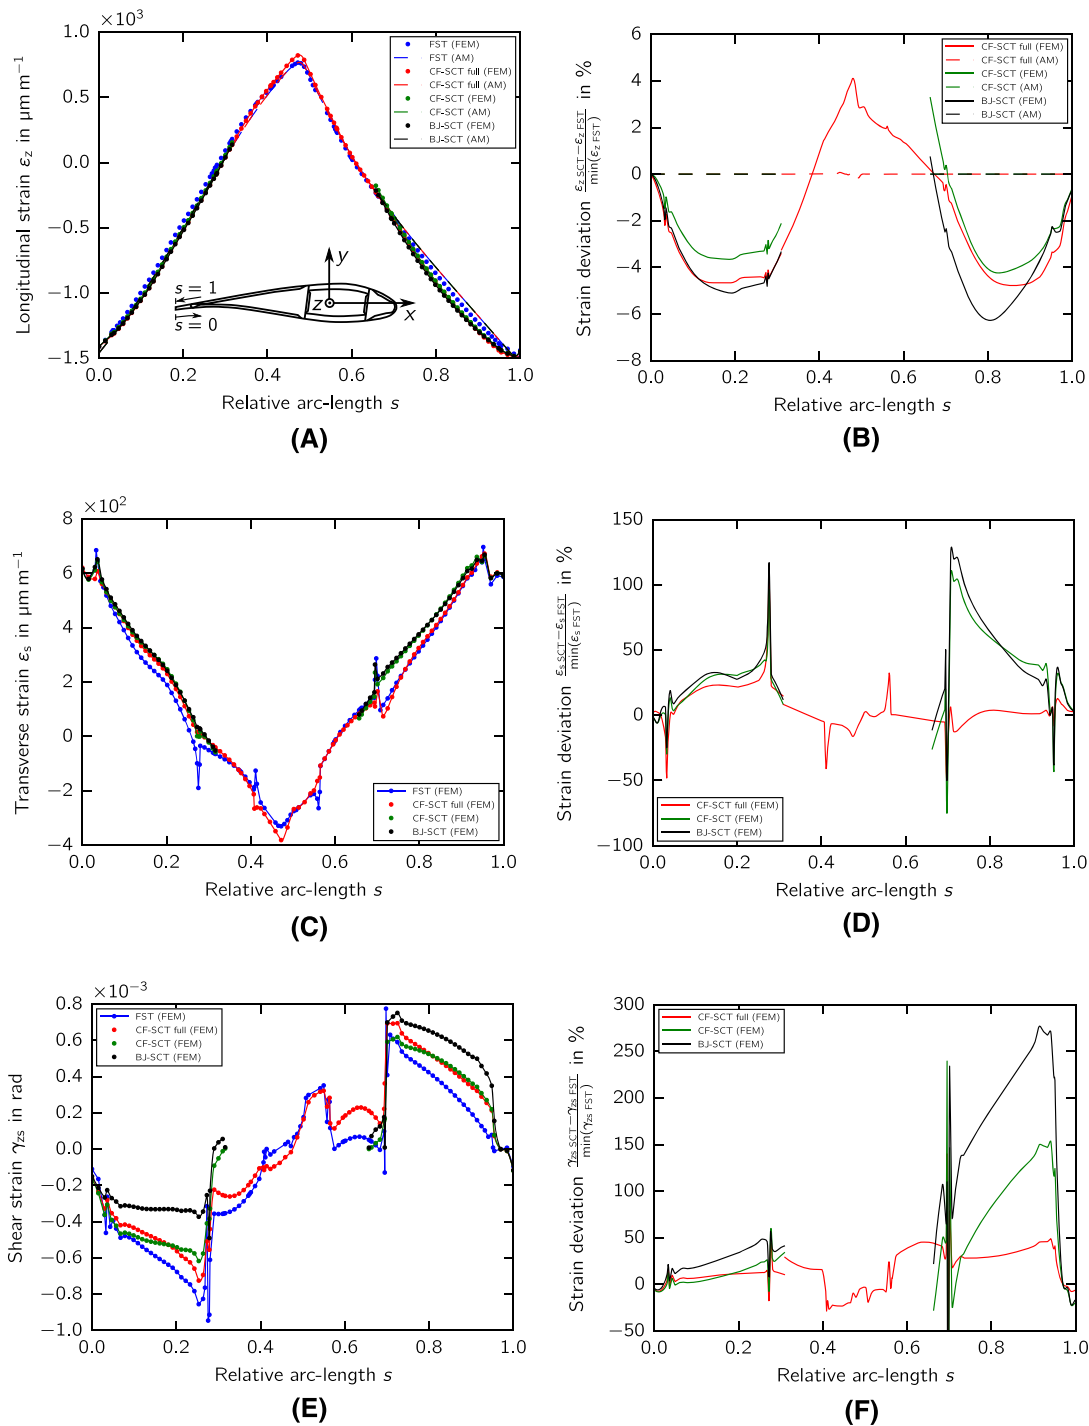 ×10³
1.0
0.5
0.0
−0.5
−1.0
−1.5
Longitudinal strain ε_z in µm m⁻¹
FST (FEM)
FST (AM)
CF-SCT full (FEM)
CF-SCT full (AM)
CF-SCT (FEM)
CF-SCT (AM)
BJ-SCT (FEM)
BJ-SCT (AM)
s = 1
s = 0
y
z
x
0.0 0.2 0.4 0.6 0.8 1.0
Relative arc-length s
(A)
6
4
2
0
−2
−4
−6
−8
Strain deviation (ε_z SCT − ε_z FST)/min(ε_z FST) in %
CF-SCT full (FEM)
CF-SCT full (AM)
CF-SCT (FEM)
CF-SCT (AM)
BJ-SCT (FEM)
BJ-SCT (AM)
0.0 0.2 0.4 0.6 0.8 1.0
Relative arc-length s
(B)
×10²
8
6
4
2
0
−2
−4
Transverse strain ε_s in µm m⁻¹
FST (FEM)
CF-SCT full (FEM)
CF-SCT (FEM)
BJ-SCT (FEM)
0.0 0.2 0.4 0.6 0.8 1.0
Relative arc-length s
(C)
150
100
50
0
−50
−100
Strain deviation (ε_s SCT − ε_s FST)/min(ε_s FST) in %
CF-SCT full (FEM)
CF-SCT (FEM)
BJ-SCT (FEM)
0.0 0.2 0.4 0.6 0.8 1.0
Relative arc-length s
(D)
×10⁻³
0.8
0.6
0.4
0.2
0.0
−0.2
−0.4
−0.6
−0.8
−1.0
Shear strain γ_zs in rad
FST (FEM)
CF-SCT full (FEM)
CF-SCT (FEM)
BJ-SCT (FEM)
0.0 0.2 0.4 0.6 0.8 1.0
Relative arc-length s
(E)
300
250
200
150
100
50
0
−50
Strain deviation (γ_zs SCT − γ_zs FST)/min(γ_zs FST) in %
CF-SCT full (FEM)
CF-SCT (FEM)
BJ-SCT (FEM)
0.0 0.2 0.4 0.6 0.8 1.0
Relative arc-length s
(F)